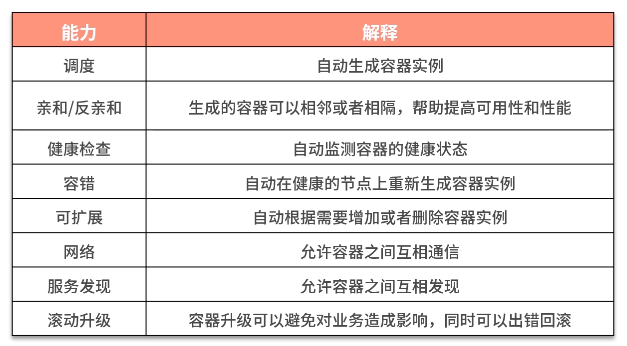 能力 解释
调度 自动生成容器实例
亲和/反亲和 生成的容器可以相邻或者相隔，帮助提高可用性和性能
健康检查 自动监测容器的健康状态
容错 自动在健康的节点上重新生成容器实例
可扩展 自动根据需要增加或者删除容器实例
网络 允许容器之间互相通信
服务发现 允许容器之间互相发现
滚动升级 容器升级可以避免对业务造成影响，同时可以出错回滚